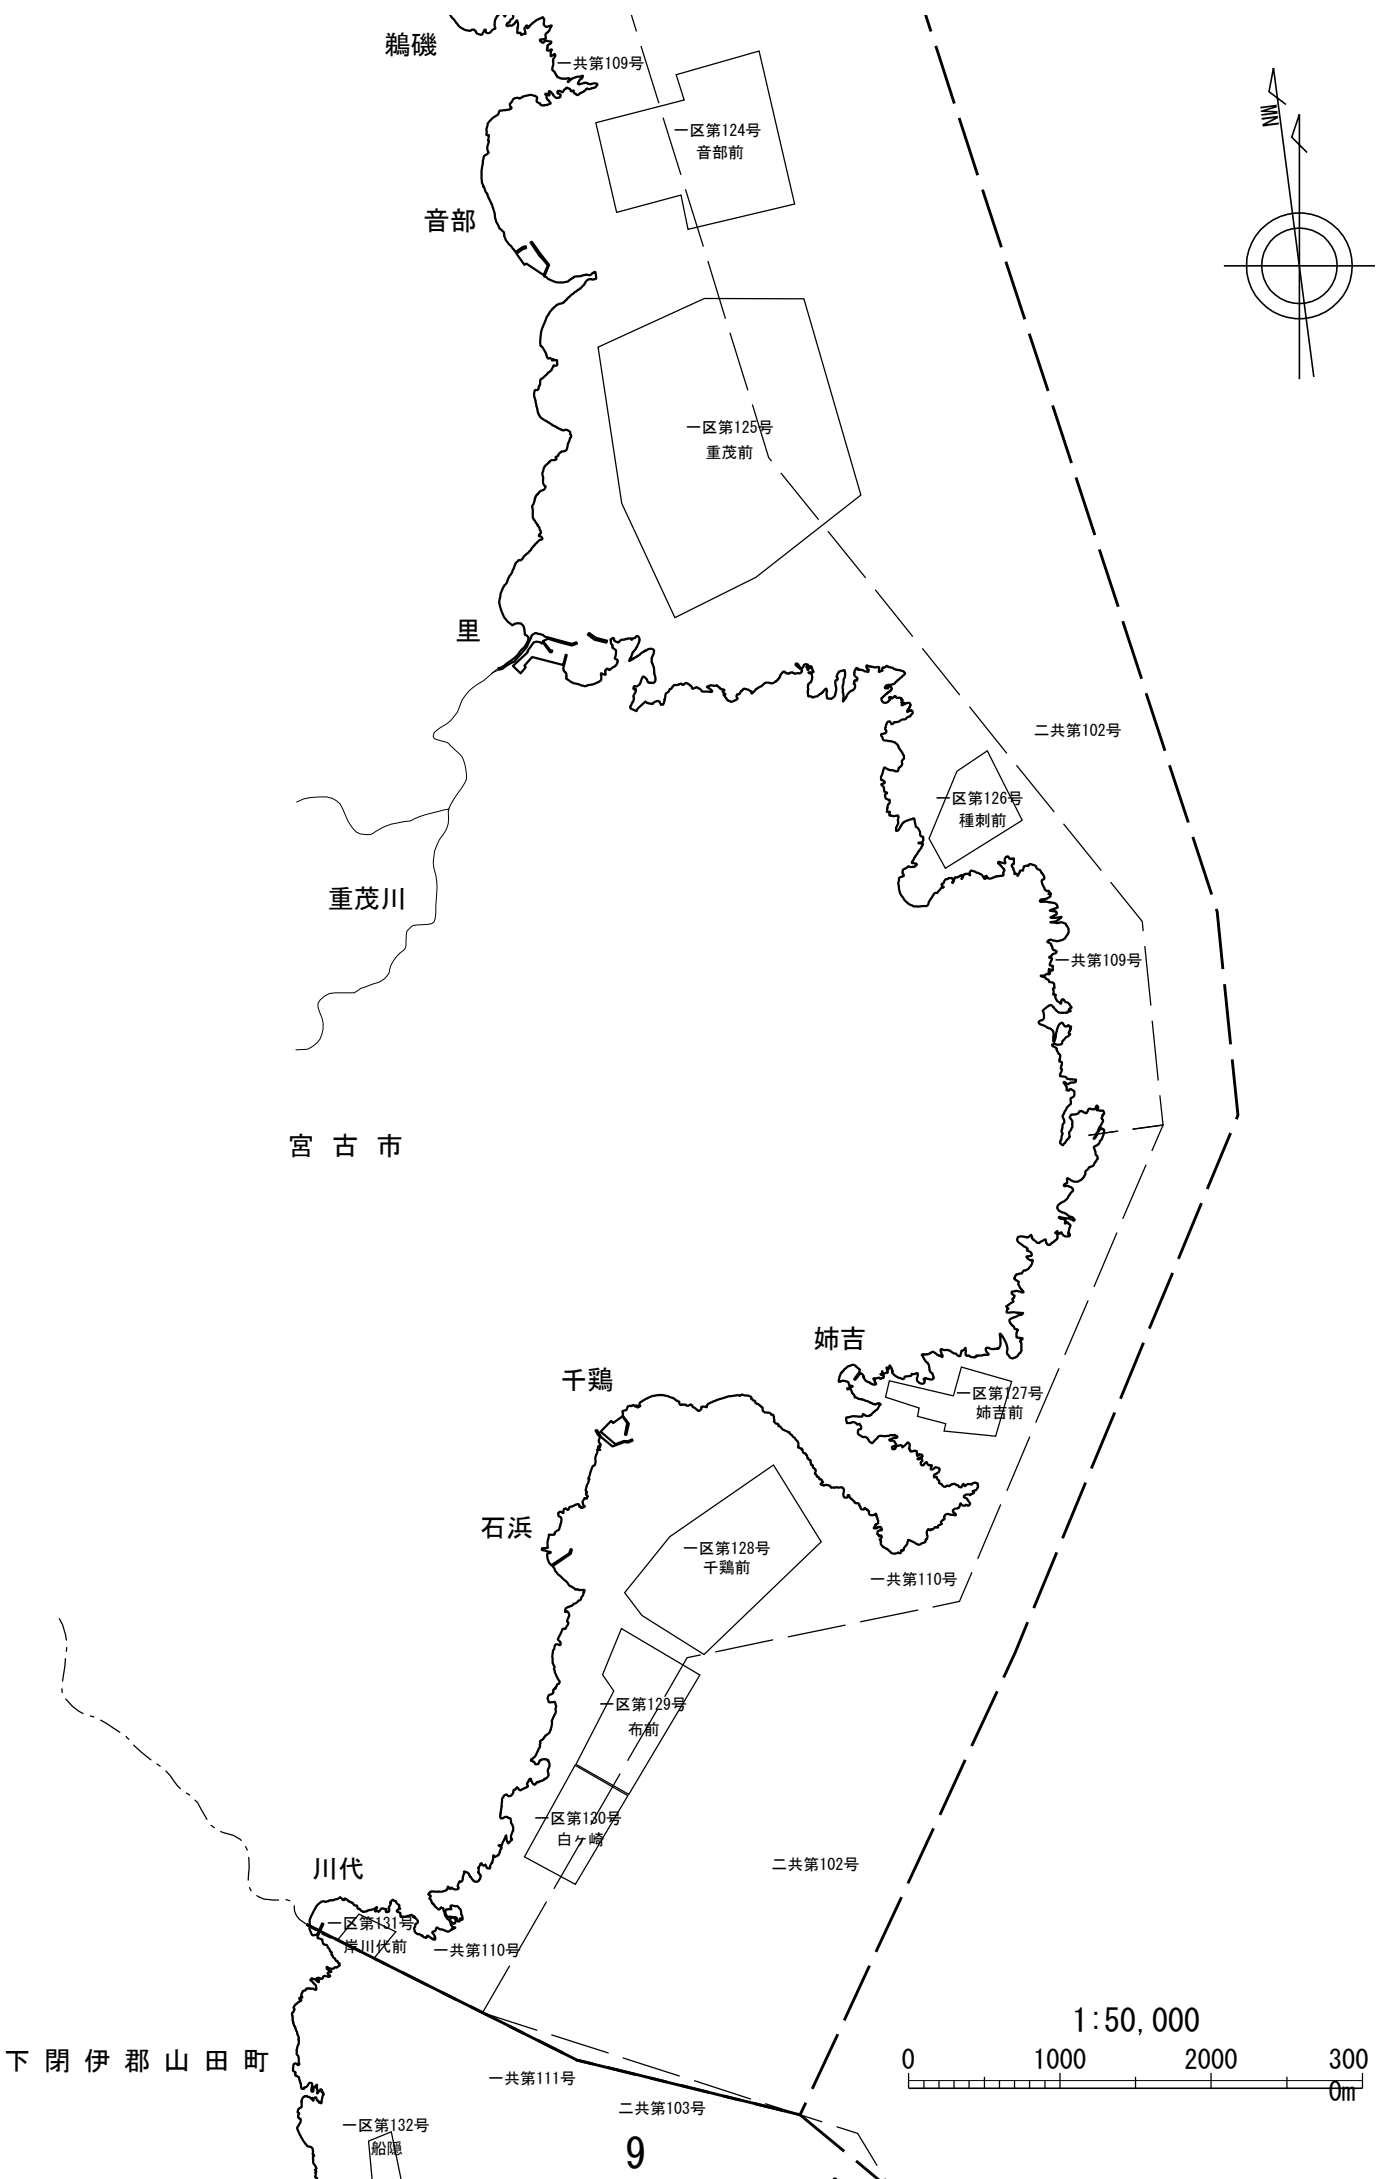 鵜磯
一共第109号
一区第124号
音部前
MN
音部
一区第125号
重茂前
里
二共第102号
一区第126号
種刺前
重茂川
一共第109号
宮古市
姉吉
千鶏
一区第127号
姉吉前
石浜
一区第128号
千鶏前
一共第110号
一区第129号
布前
一区第130号
白ヶ崎
二共第102号
川代
一区第131号
岸川代前
一共第110号
1:50,000
0 1000 2000 300
0m
下閉伊郡山田町
一共第111号
二共第103号
一区第132号
船隠
9